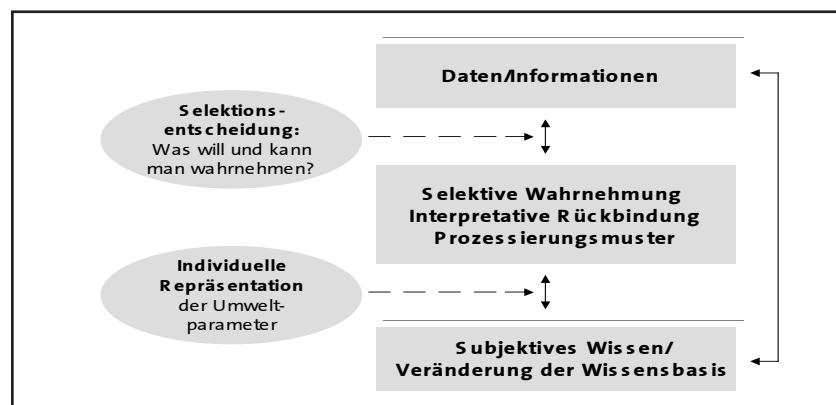 Daten/Informationen
Selektions-
entscheidung:
Was will und kann
man wahrnehmen?
Selektive Wahrnehmung
Interpretative Rückbindung
Prozessierungsmuster
Individuelle
Repräsentation
der Umwelt-
parameter
Subjektives Wissen/
Veränderung der Wissensbasis